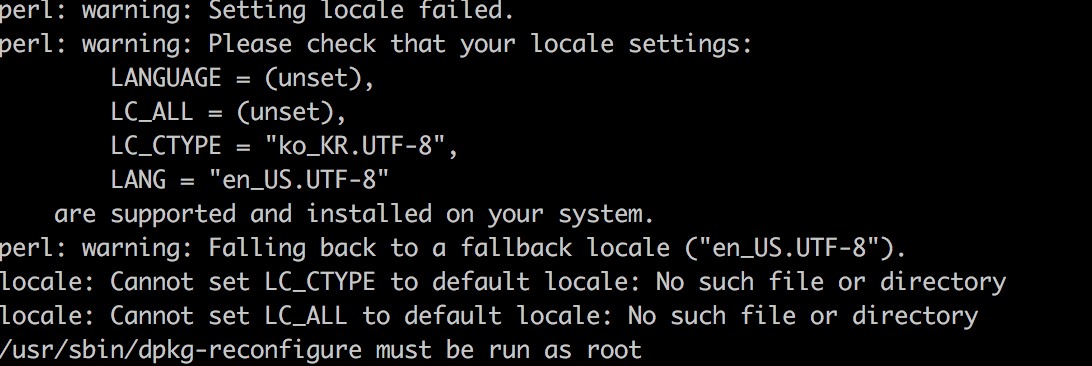 perl: warning: Setting locale failed.
perl: warning: Please check that your locale settings:
        LANGUAGE = (unset),
        LC_ALL = (unset),
        LC_CTYPE = "ko_KR.UTF-8",
        LANG = "en_US.UTF-8"
    are supported and installed on your system.
perl: warning: Falling back to a fallback locale ("en_US.UTF-8").
locale: Cannot set LC_CTYPE to default locale: No such file or directory
locale: Cannot set LC_ALL to default locale: No such file or directory
/usr/sbin/dpkg-reconfigure must be run as root